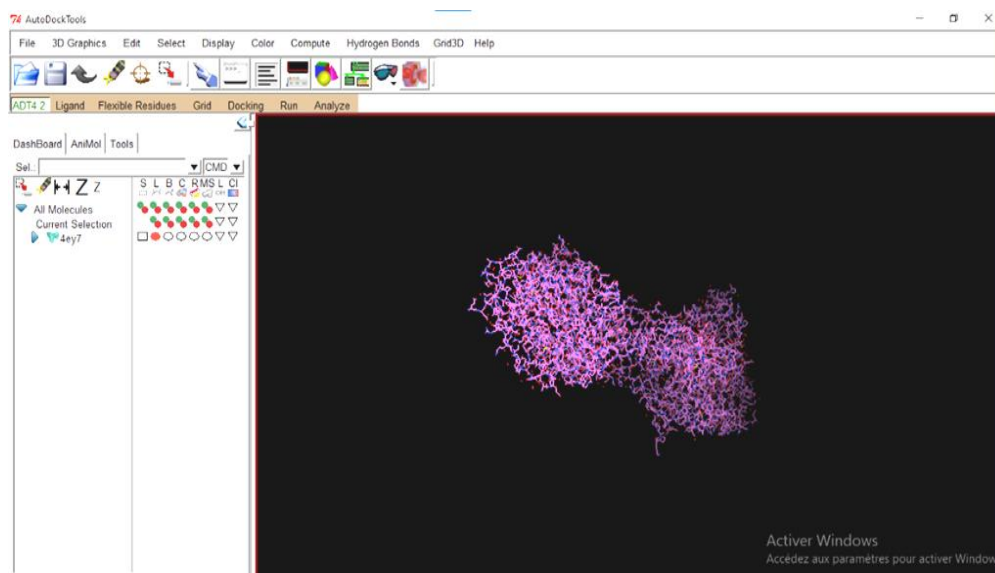 AutoDockTools
File 3D Graphics Edit Select Display Color Compute Hydrogen Bonds Grid3D Help
ADT4.2 Ligand Flexible Residues Grid Docking Run Analyze
DashBoard AniMol Tools
Sel.: CMD
S L B C R MS L Cl
All Molecules
Current Selection
4ey7
Activer Windows
Accédez aux paramètres pour activer Window